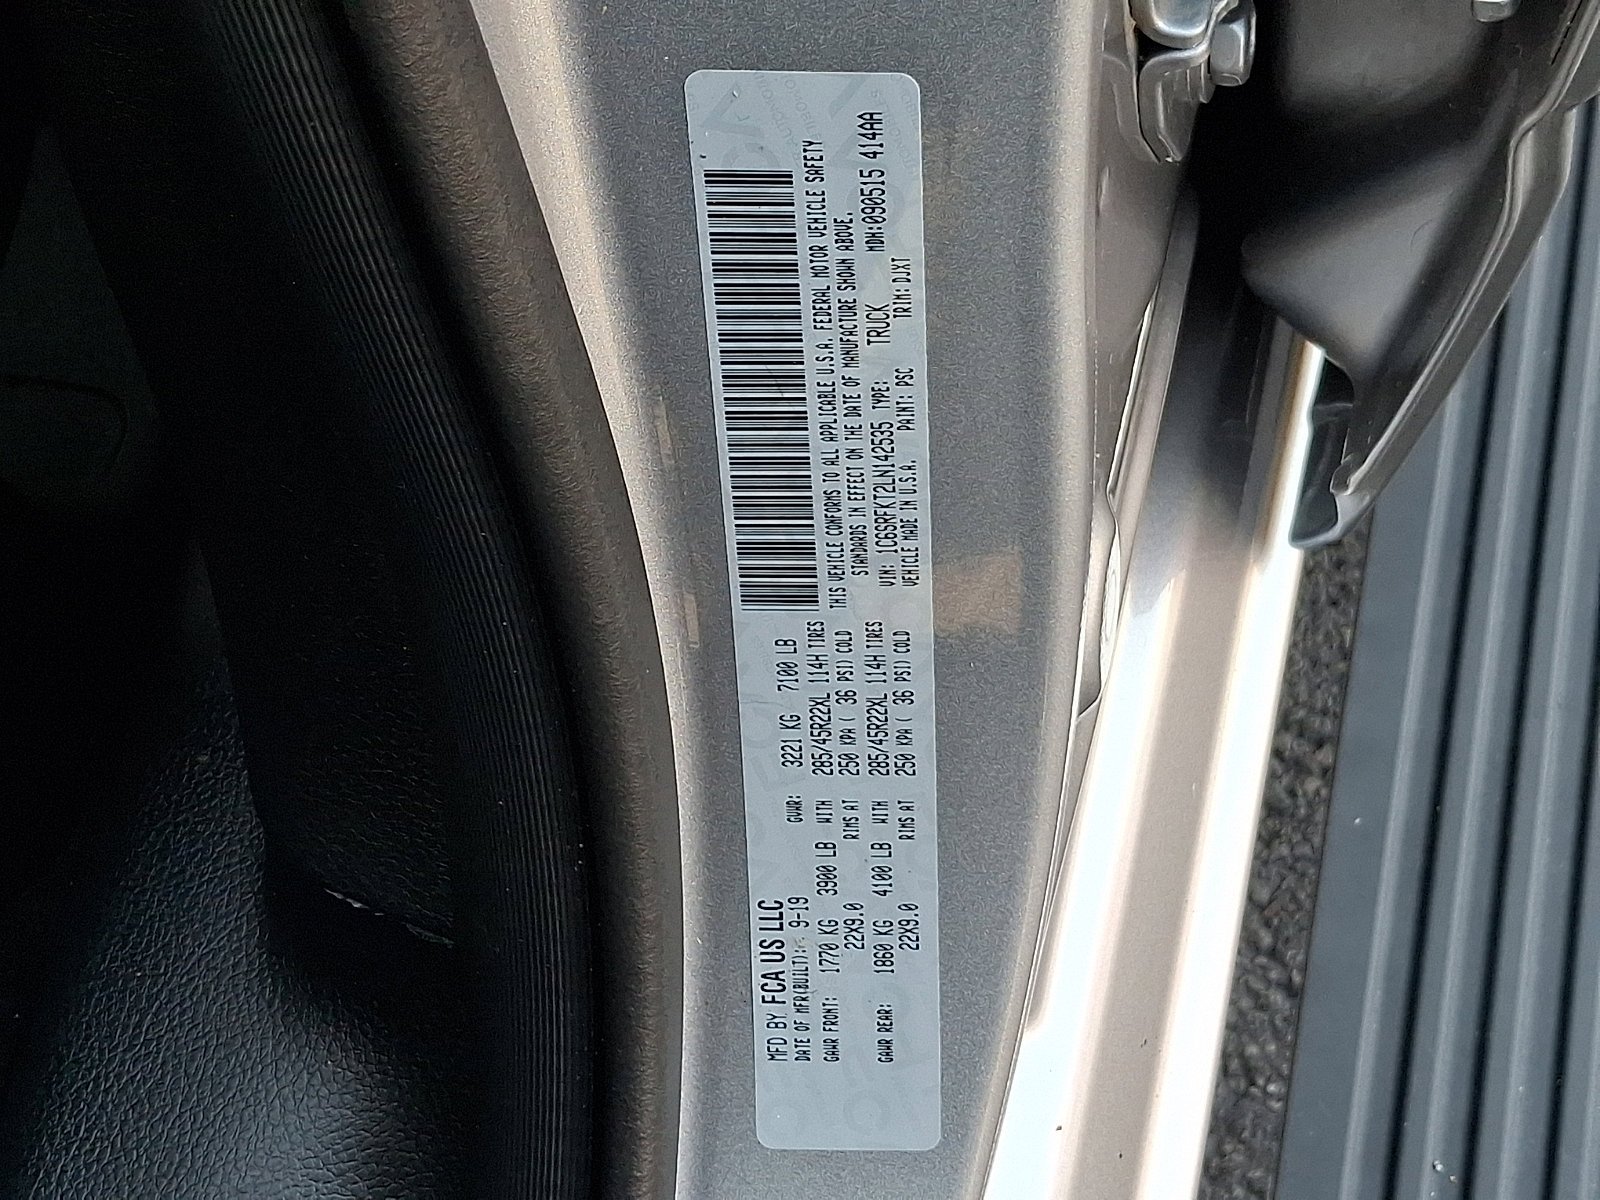 MFD BY FCA US LLC
DATE OF MFR(BUILT): 9-19 GVWR: 3221 KG 7100 LB
GAWR FRONT: 1770 KG 3900 LB WITH 285/45R22XL 114H TIRES
22X9.0 RIMS AT 250 KPA ( 36 PSI) COLD
GAWR REAR: 1860 KG 4100 LB WITH 285/45R22XL 114H TIRES
22X9.0 RIMS AT 250 KPA ( 36 PSI) COLD
THIS VEHICLE CONFORMS TO ALL APPLICABLE U.S.A. FEDERAL MOTOR VEHICLE SAFETY
STANDARDS IN EFFECT ON THE DATE OF MANUFACTURE SHOWN ABOVE.
VIN: 1C6SRFKT2LN142535 TYPE: TRUCK MDH:090515 414AA
VEHICLE MADE IN U.S.A. PAINT: PSC TRIM: DJXT